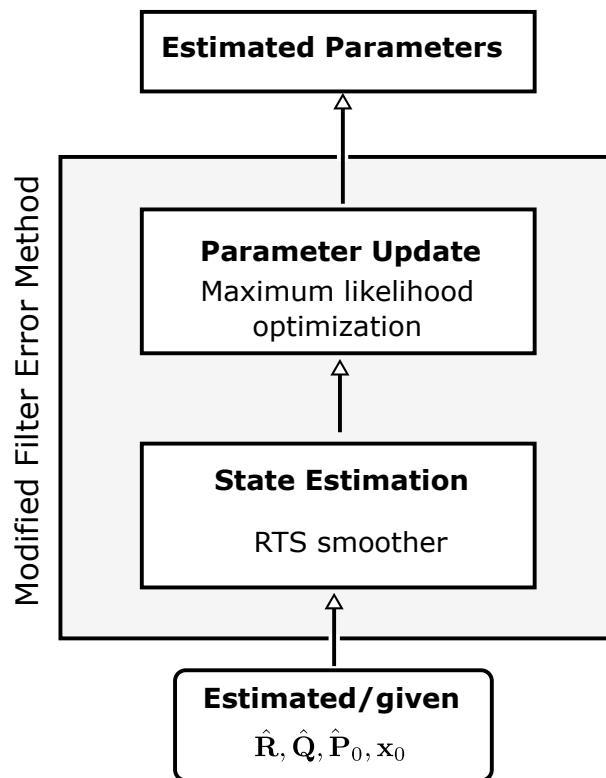 Estimated Parameters
Modified Filter Error Method
Parameter Update
Maximum likelihood
optimization
State Estimation
RTS smoother
Estimated/given
R̂, Q̂, P̂₀, x₀